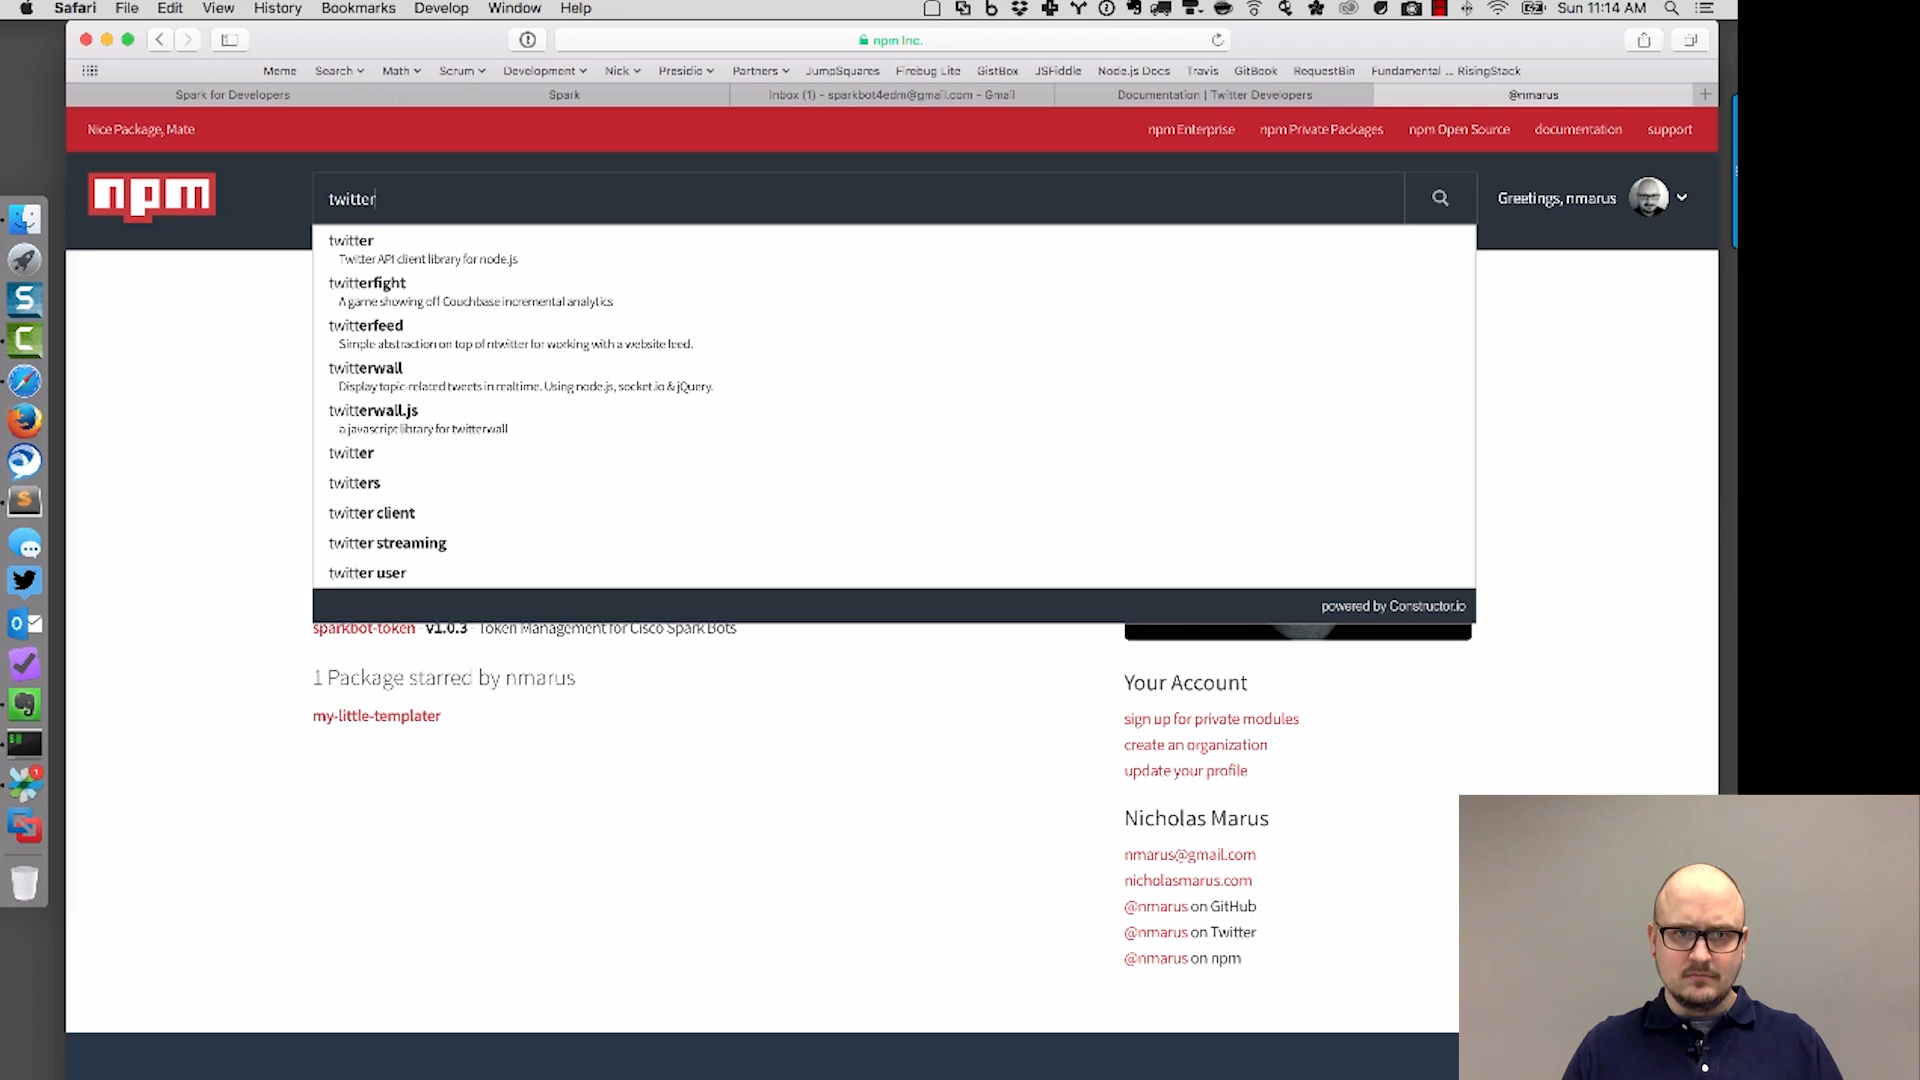 Safari File Edit View History Bookmarks Develop Window Help Sun 11:14 AM
npm Inc.
Meme Search Math Scrum Development Nick Presidio Partners JumpSquares Firebug Lite GistBox JSFiddle Node.js Docs Travis GitBook RequestBin Fundamental ... RisingStack
Spark for Developers Spark Inbox (1) - sparkbot4edm@gmail.com - Gmail Documentation | Twitter Developers @nmarus
Nice Package, Mate npm Enterprise npm Private Packages npm Open Source documentation support
npm twitter Greetings, nmarus
twitter
Twitter API client library for node.js
twitterfight
A game showing off Couchbase incremental analytics
twitterfeed
Simple abstraction on top of ntwitter for working with a website feed.
twitterwall
Display topic-related tweets in realtime. Using node.js, socket.io & jQuery.
twitterwall.js
a javascript library for twitterwall
twitter
twitters
twitter client
twitter streaming
twitter user
powered by Constructor.io
sparkbot-token - v1.0.3 - Token Management for Cisco Spark Bots
1 Package starred by nmarus
my-little-templater
Your Account
sign up for private modules
create an organization
update your profile
Nicholas Marus
nmarus@gmail.com
nicholasmarus.com
@nmarus on GitHub
@nmarus on Twitter
@nmarus on npm